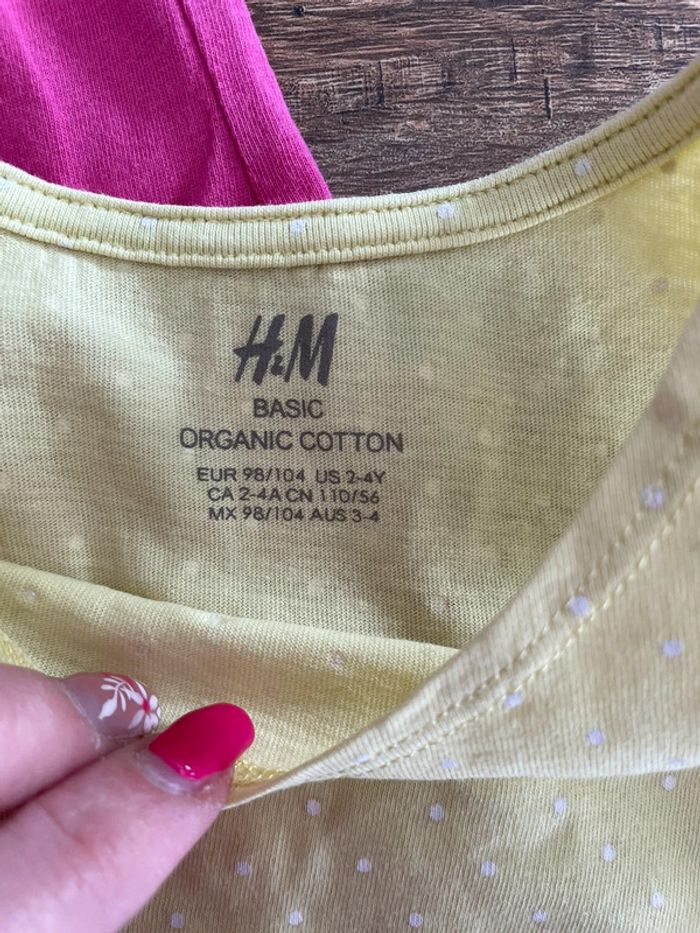 H&M
BASIC
ORGANIC COTTON
EUR 98/104 US 2-4Y
CA 2-4A CN 110/56
MX 98/104 AUS 3-4